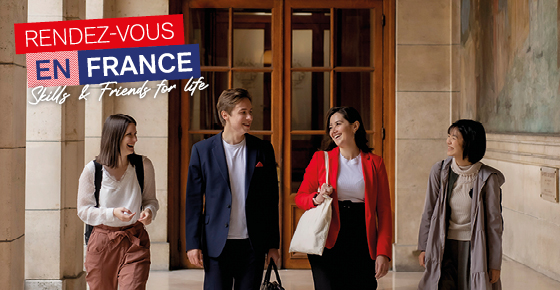 RENDEZ-VOUS
EN FRANCE
Skills & Friends for life